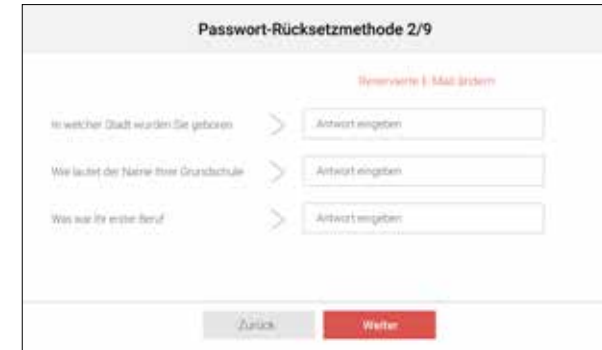 Passwort-Rücksetzmethode 2/9
Reservierte E-Mail ändern
In welcher Stadt wurden Sie geboren
Antwort eingeben
Wie lautet der Name Ihrer Grundschule
Antwort eingeben
Was war Ihr erster Beruf
Antwort eingeben
Zurück
Weiter